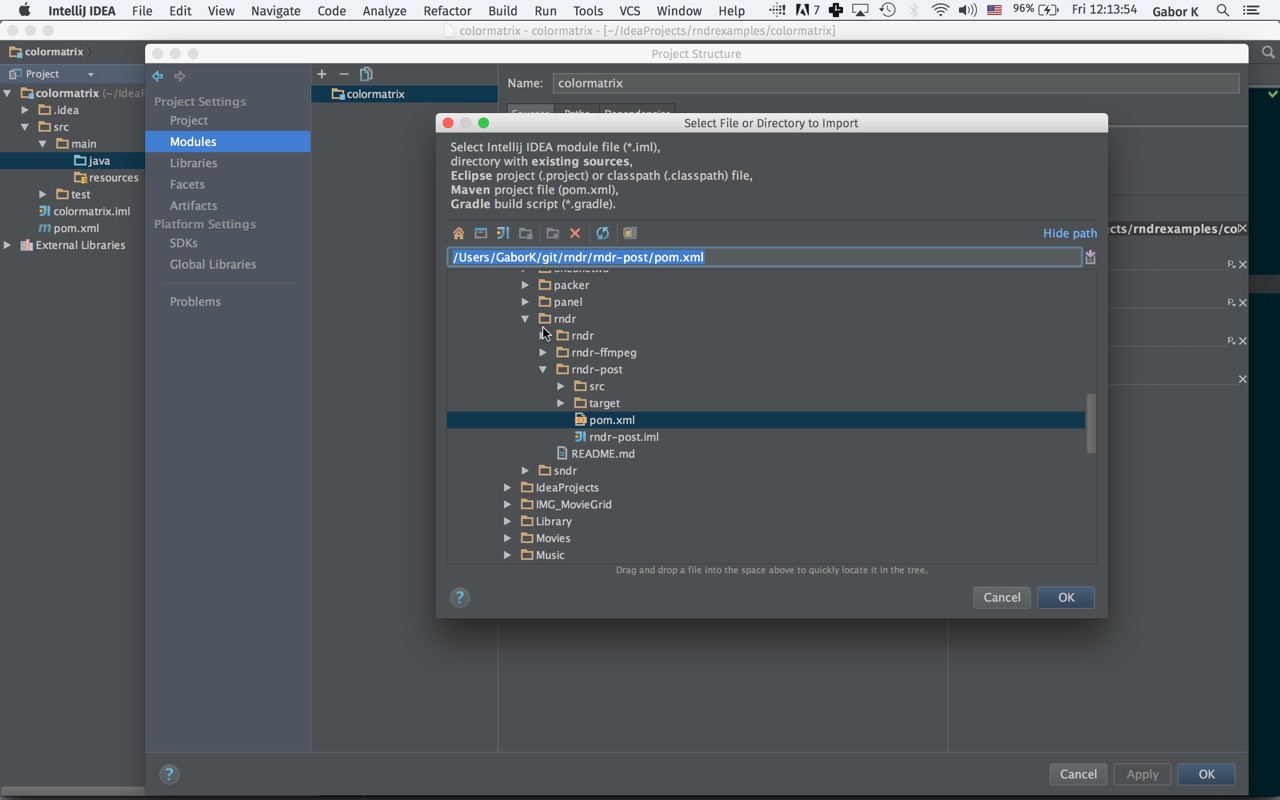 Intellij IDEA File Edit View Navigate Code Analyze Refactor Build Run Tools VCS Window Help 7 96% Fri 12:13:54 Gabor K
colormatrix - colormatrix - [~/IdeaProjects/rndrexamples/colormatrix]
colormatrix
Project Structure
Project
colormatrix (~/IdeaP
.idea
src
main
java
resources
test
colormatrix.iml
pom.xml
External Libraries
Project Settings
Project
Modules
Libraries
Facets
Artifacts
Platform Settings
SDKs
Global Libraries
Problems
colormatrix
Name: colormatrix
Sources Paths Dependencies
cts/rndrexamples/co
Select File or Directory to Import
Select Intellij IDEA module file (*.iml),
directory with existing sources,
Eclipse project (.project) or classpath (.classpath) file,
Maven project file (pom.xml),
Gradle build script (*.gradle).
Hide path
/Users/GaborK/git/rndr/rndr-post/pom.xml
packer
panel
rndr
rndr
rndr-ffmpeg
rndr-post
src
target
pom.xml
rndr-post.iml
README.md
sndr
IdeaProjects
IMG_MovieGrid
Library
Movies
Music
Drag and drop a file into the space above to quickly locate it in the tree.
? Cancel OK
? Cancel Apply OK